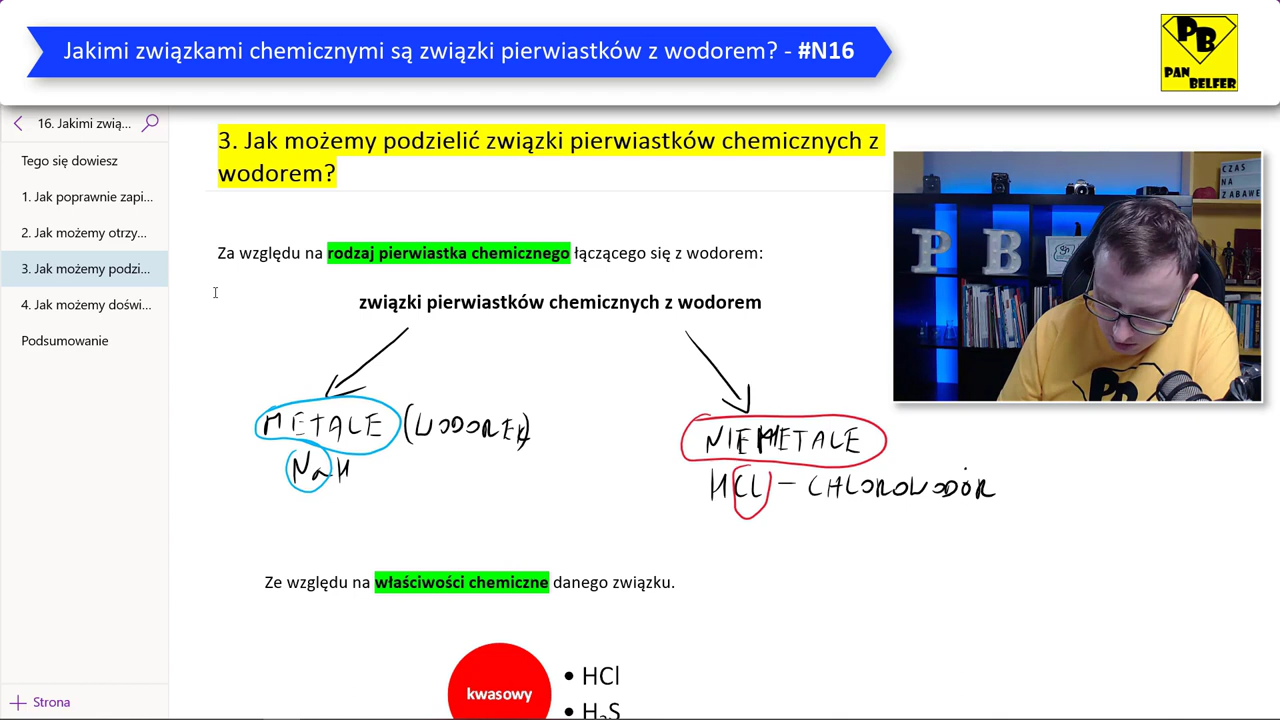 Jakimi związkami chemicznymi są związki pierwiastków z wodorem? - #N16
PB
PAN
BELFER
16. Jakimi zwią...
Tego się dowiesz
1. Jak poprawnie zapi...
2. Jak możemy otrzy...
3. Jak możemy podzi...
4. Jak możemy doświ...
Podsumowanie
Strona
3. Jak możemy podzielić związki pierwiastków chemicznych z
wodorem?
Za względu na rodzaj pierwiastka chemicznego łączącego się z wodorem:
związki pierwiastków chemicznych z wodorem
METALE (WODOREK)
NaH
NIEMETALE
HCl - CHLOROWODÓR
Ze względu na właściwości chemiczne danego związku.
kwasowy
• HCl
• H₂S
CZAS
NA
ZABAWĘ
P B
PB